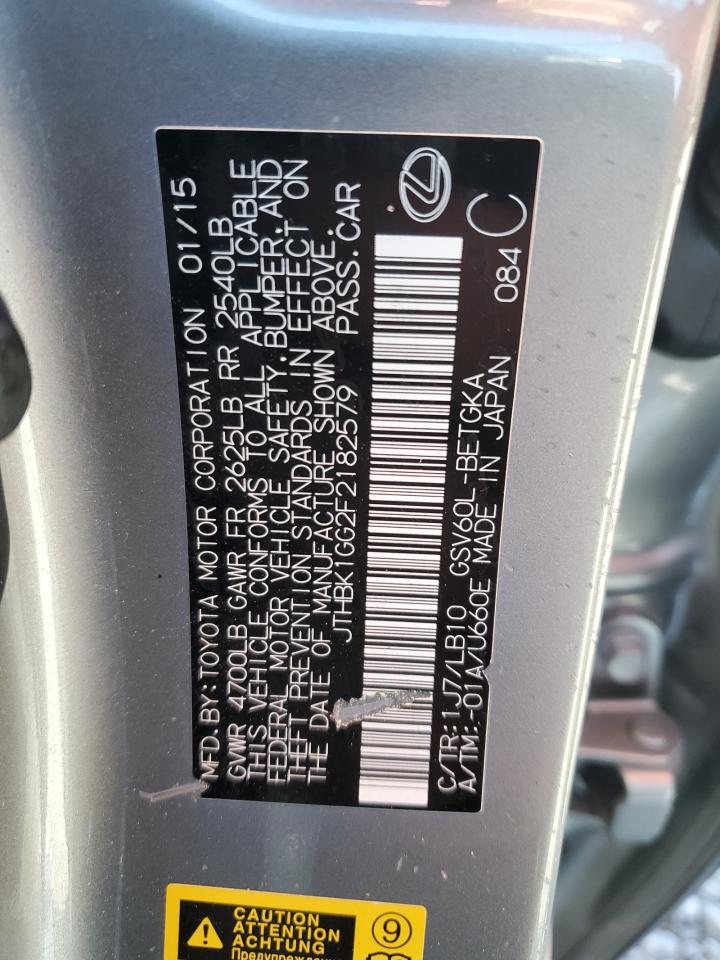 MFD.BY:TOYOTA MOTOR CORPORATION 01/15
GVWR 4700LB GAWR FR 2625LB RR 2540LB
THIS VEHICLE CONFORMS TO ALL APPLICABLE
FEDERAL MOTOR VEHICLE SAFETY,BUMPER,AND
THEFT PREVENTION STANDARDS IN EFFECT ON
THE DATE OF MANUFACTURE SHOWN ABOVE.
JTHBK1GG2F2182579 PASS.CAR
C/TR:1J7/LB10 GSV60L-BETGKA
A/TM:-01A/U660E MADE IN JAPAN 084 C
CAUTION
ATTENTION
ACHTUNG
Предупреждение
9